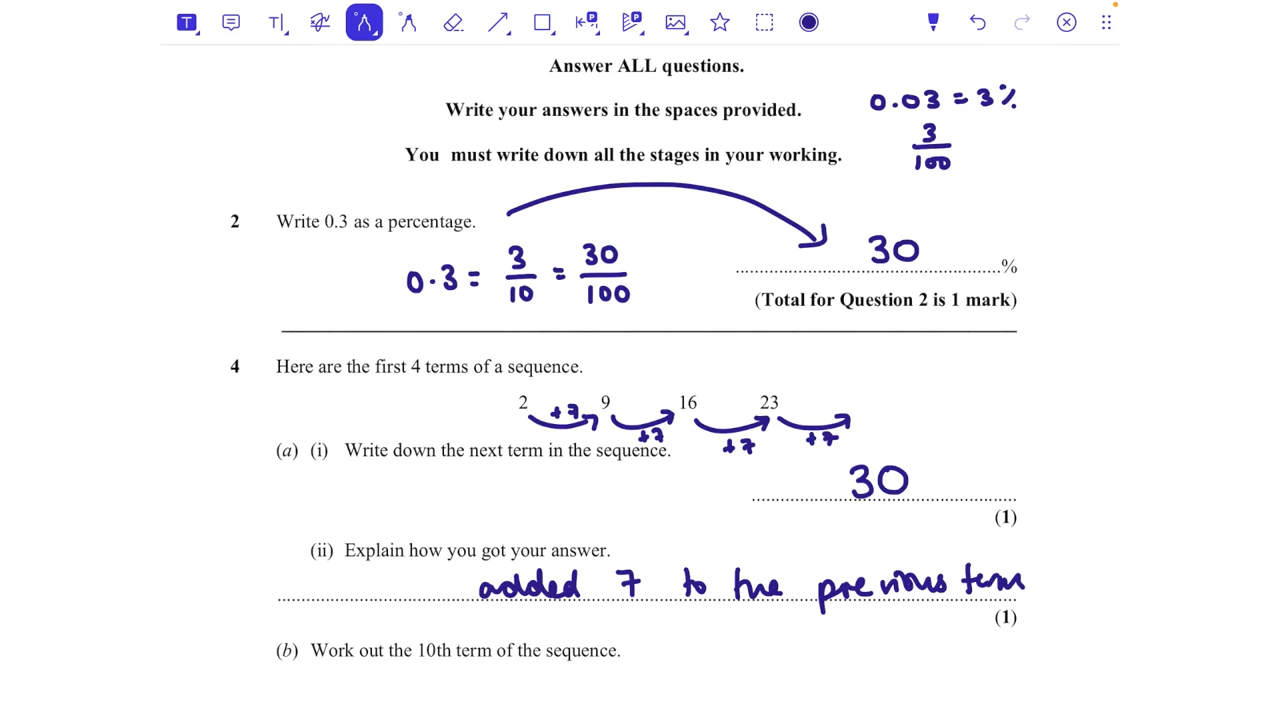 Answer ALL questions.
Write your answers in the spaces provided.
You must write down all the stages in your working.
0.03 = 3%
3
100
2 Write 0.3 as a percentage.
0.3 = 3/10 = 30/100
30
..........%
(Total for Question 2 is 1 mark)
4 Here are the first 4 terms of a sequence.
2 9 16 23
+7 +7 +7 +7
(a) (i) Write down the next term in the sequence.
30
(1)
(ii) Explain how you got your answer.
added 7 to the previous term
(1)
(b) Work out the 10th term of the sequence.